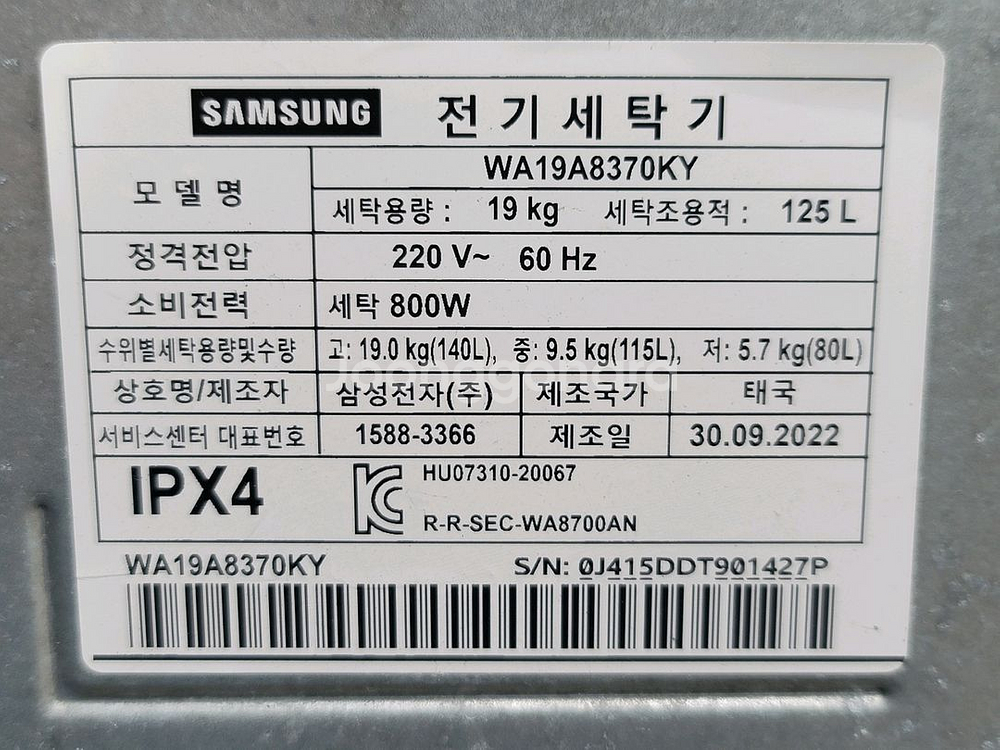 SAMSUNG 전기세탁기
모델명 WA19A8370KY
세탁용량 : 19 kg 세탁조용적 : 125 L
정격전압 220 V~ 60 Hz
소비전력 세탁 800W
수위별세탁용량및수량 고: 19.0 kg(140L), 중: 9.5 kg(115L), 저: 5.7 kg(80L)
상호명/제조자 삼성전자(주) 제조국가 태국
서비스센터 대표번호 1588-3366 제조일 30.09.2022
IPX4 HU07310-20067
R-R-SEC-WA8700AN
WA19A8370KY S/N: 0J415DDT901427P